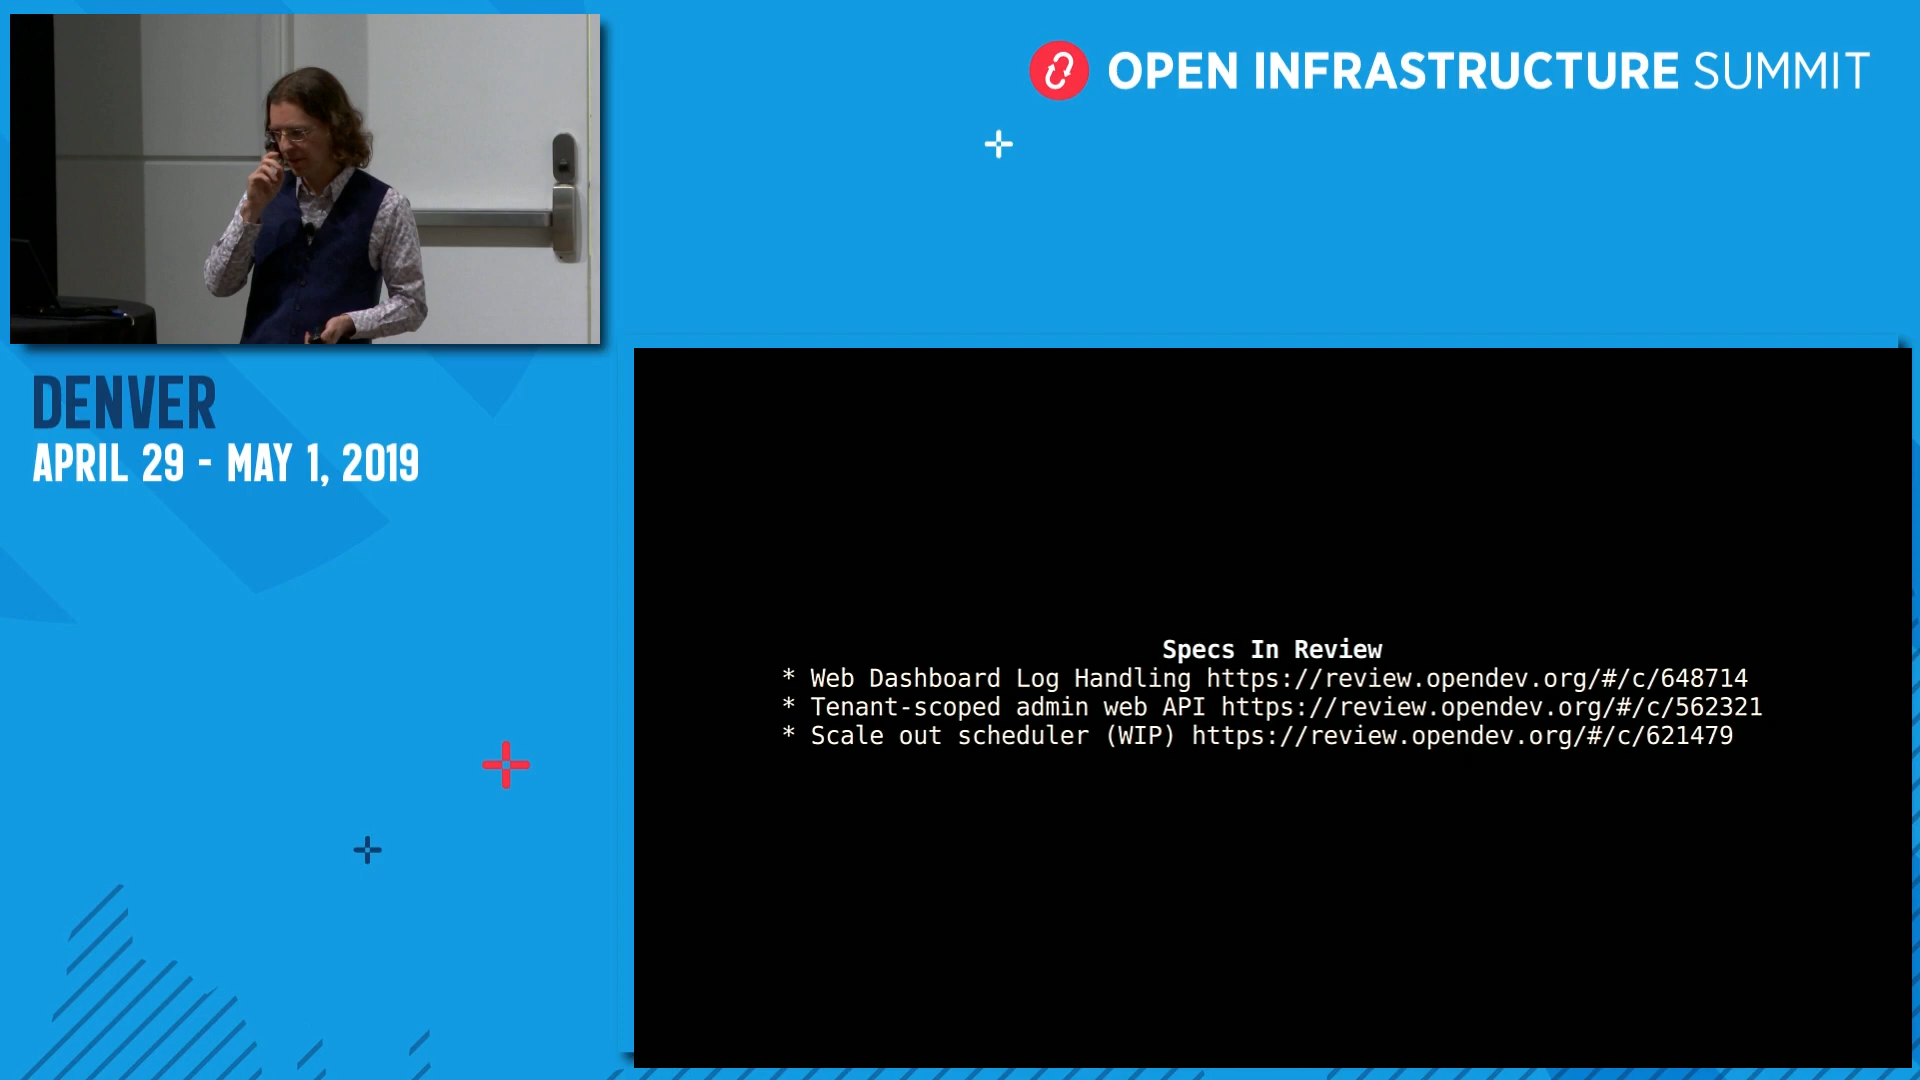 OPEN INFRASTRUCTURE SUMMIT
DENVER
APRIL 29 - MAY 1, 2019
Specs In Review
* Web Dashboard Log Handling https://review.opendev.org/#/c/648714
* Tenant-scoped admin web API https://review.opendev.org/#/c/562321
* Scale out scheduler (WIP) https://review.opendev.org/#/c/621479